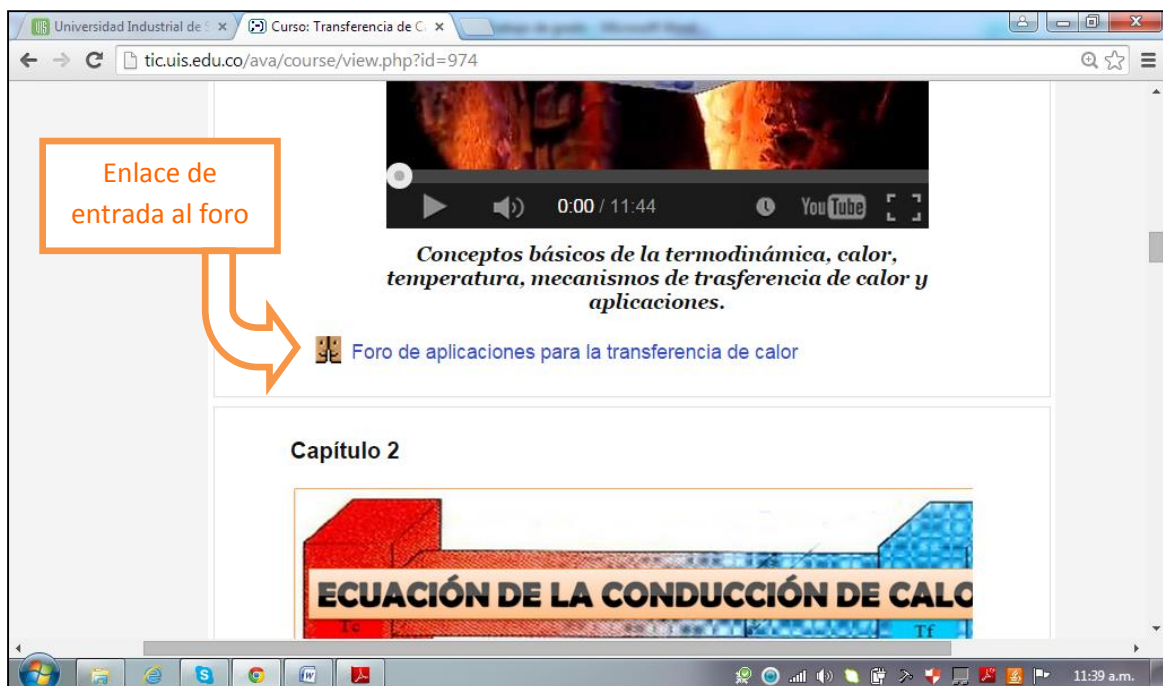 Universidad Industrial de S
Curso: Transferencia de C
tic.uis.edu.co/ava/course/view.php?id=974
Enlace de
entrada al foro
0:00 / 11:44
YouTube
Conceptos básicos de la termodinámica, calor,
temperatura, mecanismos de trasferencia de calor y
aplicaciones.
Foro de aplicaciones para la transferencia de calor
Capítulo 2
ECUACIÓN DE LA CONDUCCIÓN DE CALO
Tc
Tf
11:39 a.m.